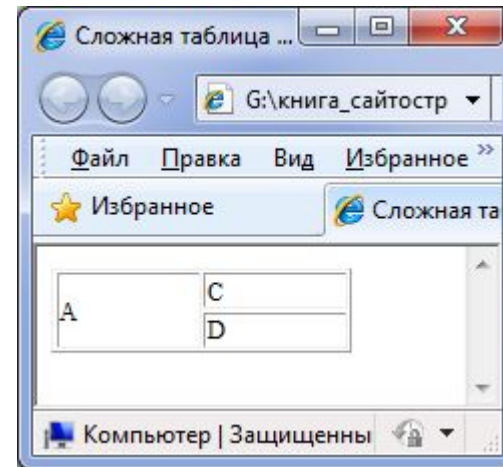 Сложная таблица ...
G:\книга_сайтостр
Файл Правка Вид Избранное »
Избранное Сложная та
A C
D
Компьютер | Защищенны